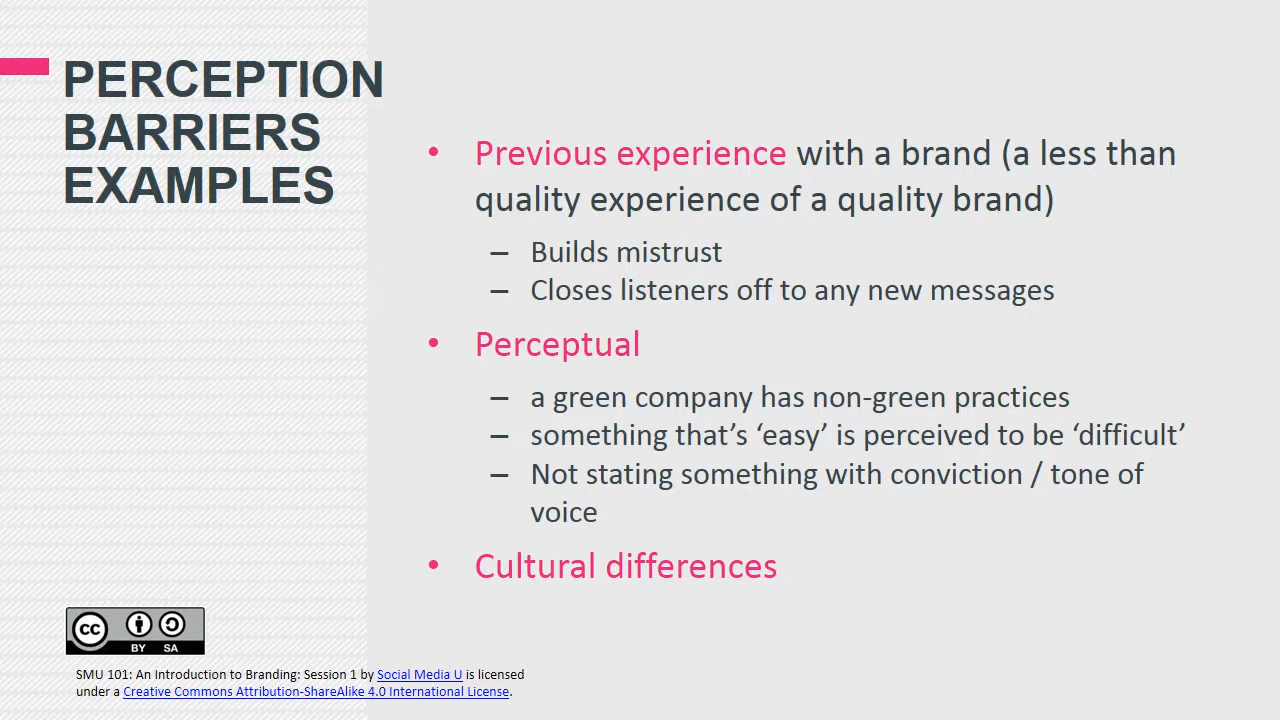 PERCEPTION
BARRIERS
EXAMPLES
• Previous experience with a brand (a less than
quality experience of a quality brand)
– Builds mistrust
– Closes listeners off to any new messages
• Perceptual
– a green company has non-green practices
– something that’s ‘easy’ is perceived to be ‘difficult’
– Not stating something with conviction / tone of
voice
• Cultural differences
cc
BY SA
SMU 101: An Introduction to Branding: Session 1 by Social Media U is licensed
under a Creative Commons Attribution-ShareAlike 4.0 International License.